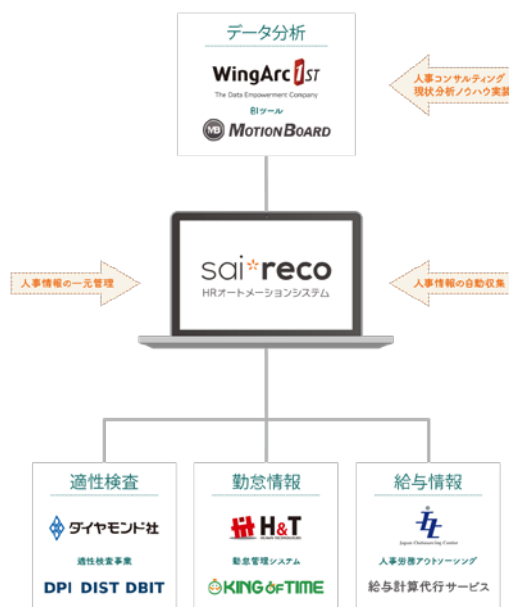 データ分析
WingArc1ST
The Data Empowerment Company
BIツール
MB MOTIONBOARD
人事コンサルティング
現状分析ノウハウ実装
sai*reco
HRオートメーションシステム
人事情報の一元管理
人事情報の自動収集
適性検査
ダイヤモンド社
適性検査事業
DPI DIST DBIT
勤怠情報
H&T
勤怠管理システム
KING OF TIME
給与情報
Japan Outsourcing Center
人事労務アウトソーシング
給与計算代行サービス